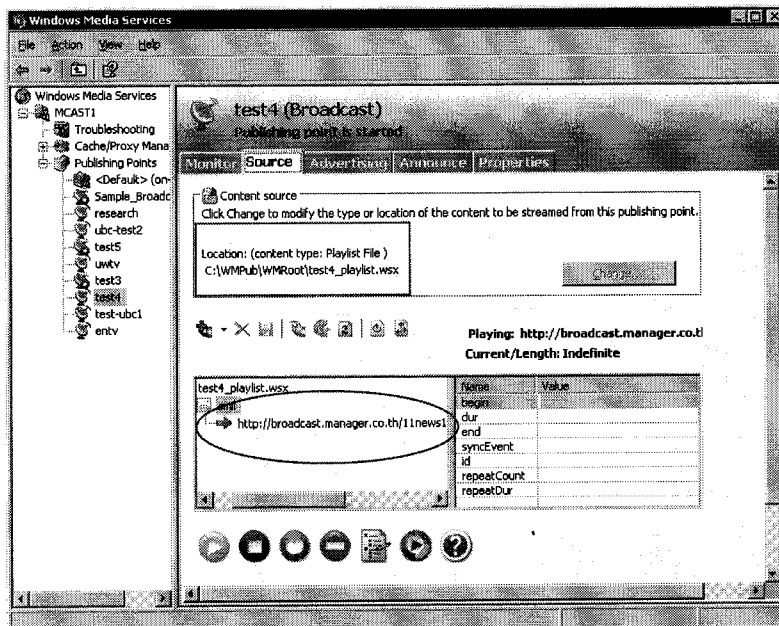 Windows Media Services
File Action View Help
Windows Media Services
MCAST1
Troubleshooting
Cache/Proxy Mana
Publishing Points
<Default> (on-
Sample_Broadc
research
ubc-test2
test5
uwtv
test3
test4
test-ubc1
entv
test4 (Broadcast)
Publishing point is started
Monitor Source Advertising Announce Properties
Content source
Click Change to modify the type or location of the content to be streamed from this publishing point.
Location: (content type: Playlist File )
C:\WMPub\WMRoot\test4_playlist.wsx
Change...
Playing: http://broadcast.manager.co.tl
Current/Length: Indefinite
test4_playlist.wsx
smil
http://broadcast.manager.co.th/11news1
Name Value
begin
dur
end
syncEvent
id
repeatCount
repeatDur